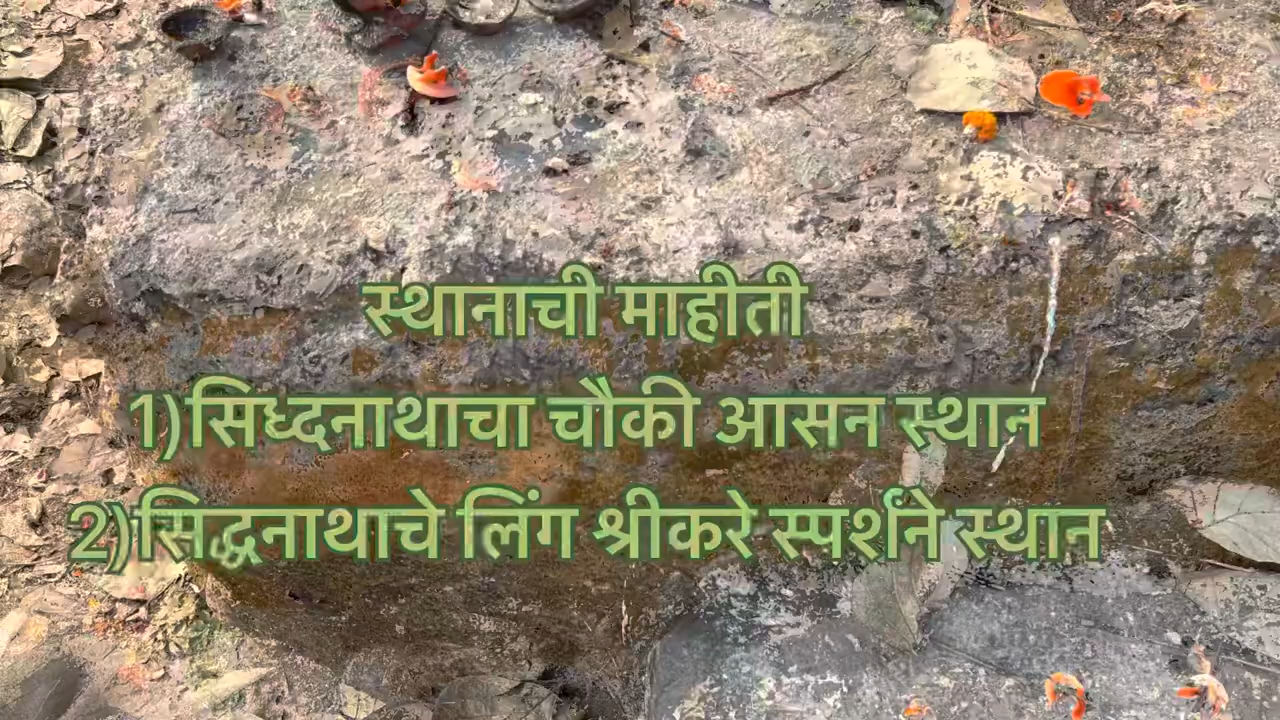 स्थानाची माहीती
1)सिध्दनाथाचा चौकी आसन स्थान
2)सिद्धनाथाचे लिंग श्रीकरे स्पर्शने स्थान